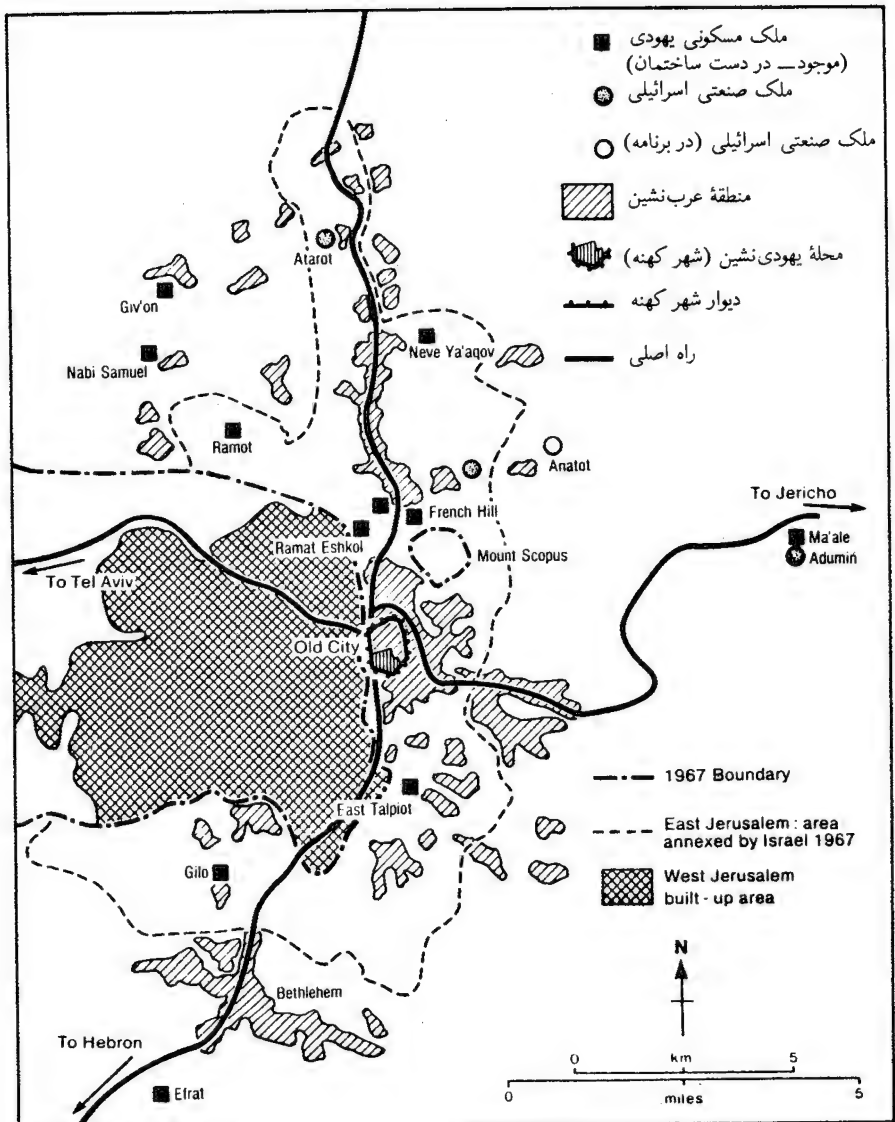 ملک مسکونی یهودی
(موجود— در دست ساختمان)
ملک صنعتی اسرائیلی
ملک صنعتی اسرائیلی (در برنامه)
منطقهٔ عرب‌نشین
محلهٔ یهودی‌نشین (شهر کهنه)
دیوار شهر کهنه
راه اصلی
Atarot
Giv'on
Neve Ya'aqov
Nabi Samuel
Ramot
Anatot
To Jericho
French Hill
Ramat Eshkol
Mount Scopus
Ma'ale
Adumin
To Tel Aviv
Old City
1967 Boundary
East Talpiot
East Jerusalem : area
annexed by Israel 1967
Gilo
West Jerusalem
built - up area
N
Bethlehem
To Hebron
0 km 5
Efrat
0 miles 5